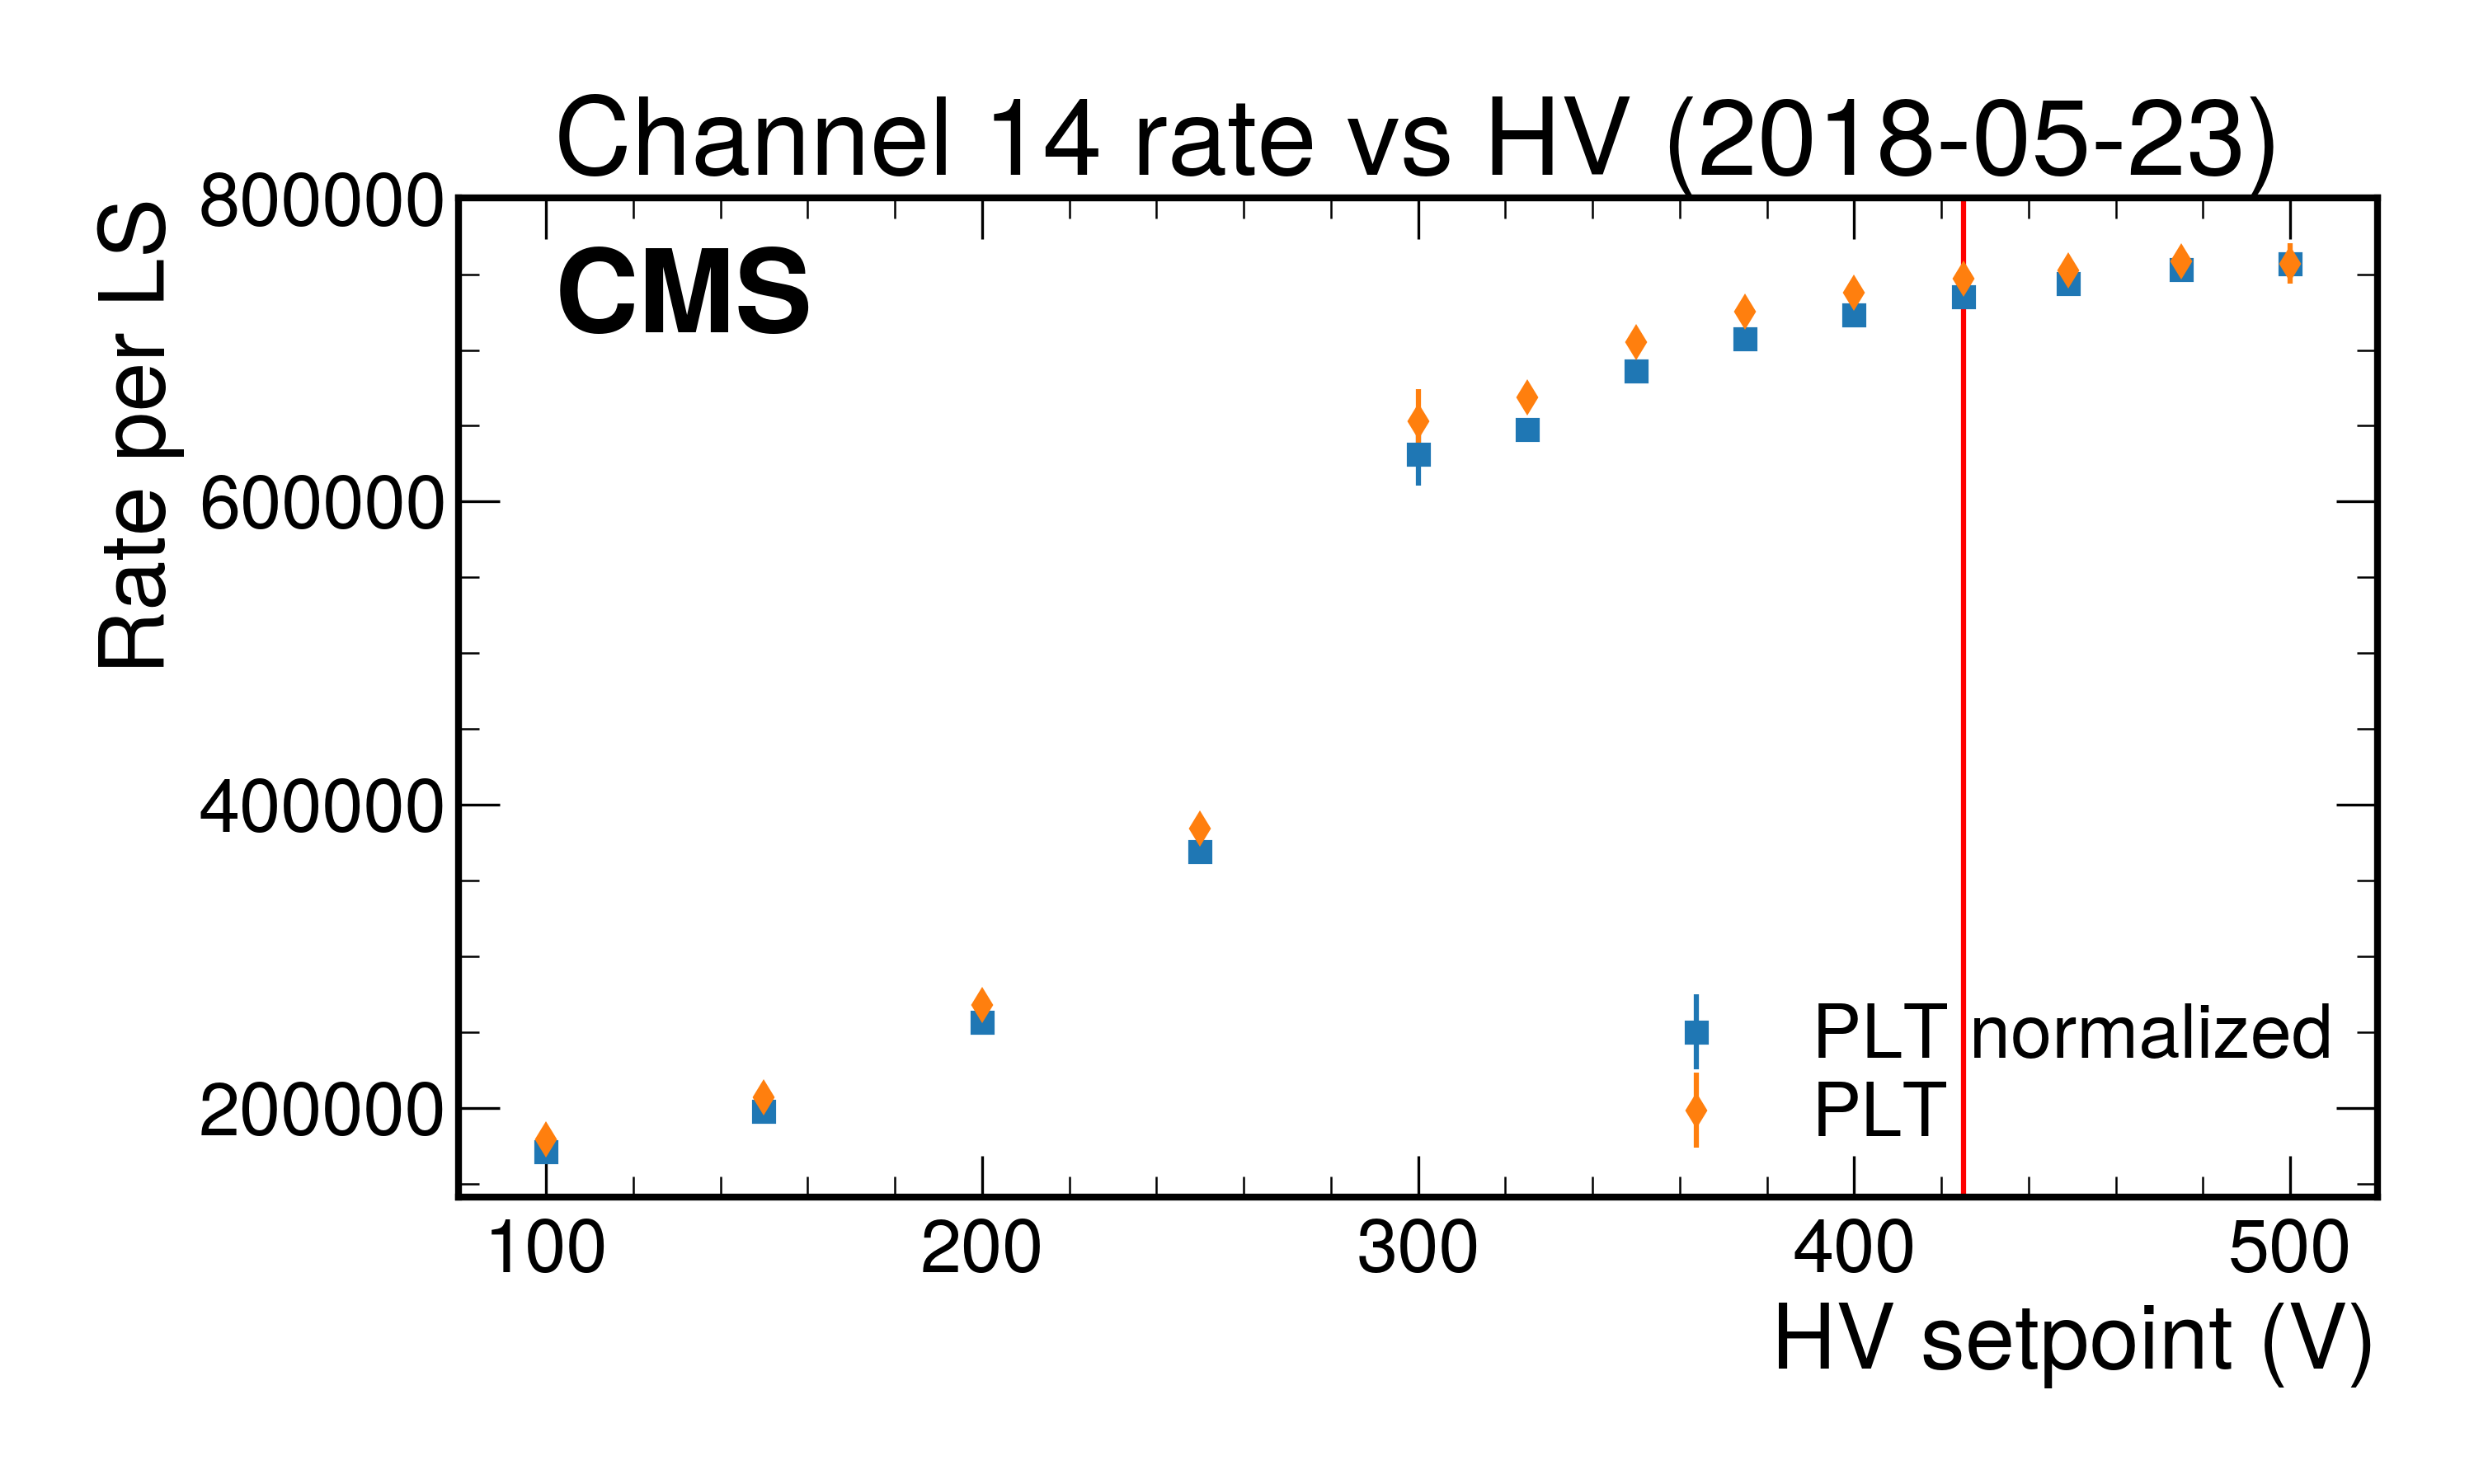 Channel 14 rate vs HV (2018-05-23)
CMS
Rate per LS
800000
600000
400000
200000
PLT normalized
PLT
100 200 300 400 500
HV setpoint (V)